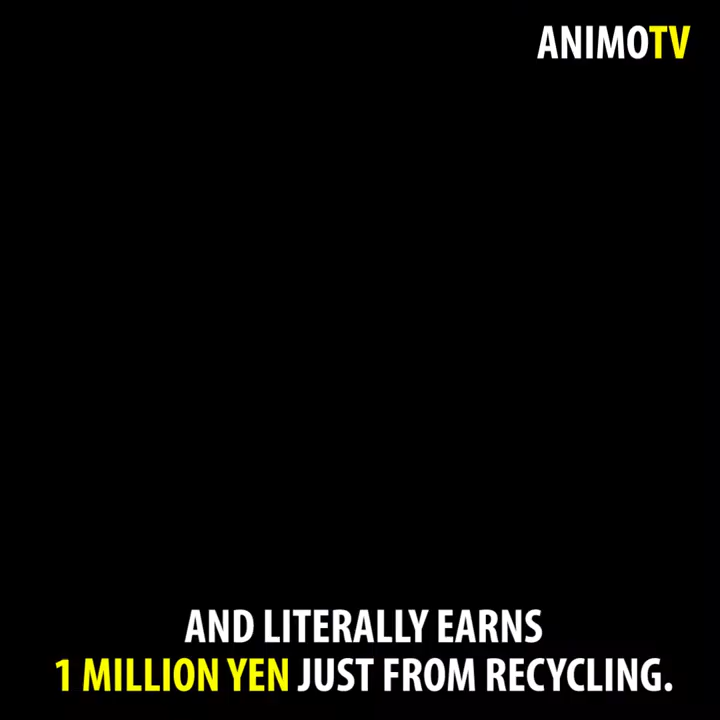 ANIMOTV
AND LITERALLY EARNS
1 MILLION YEN JUST FROM RECYCLING.